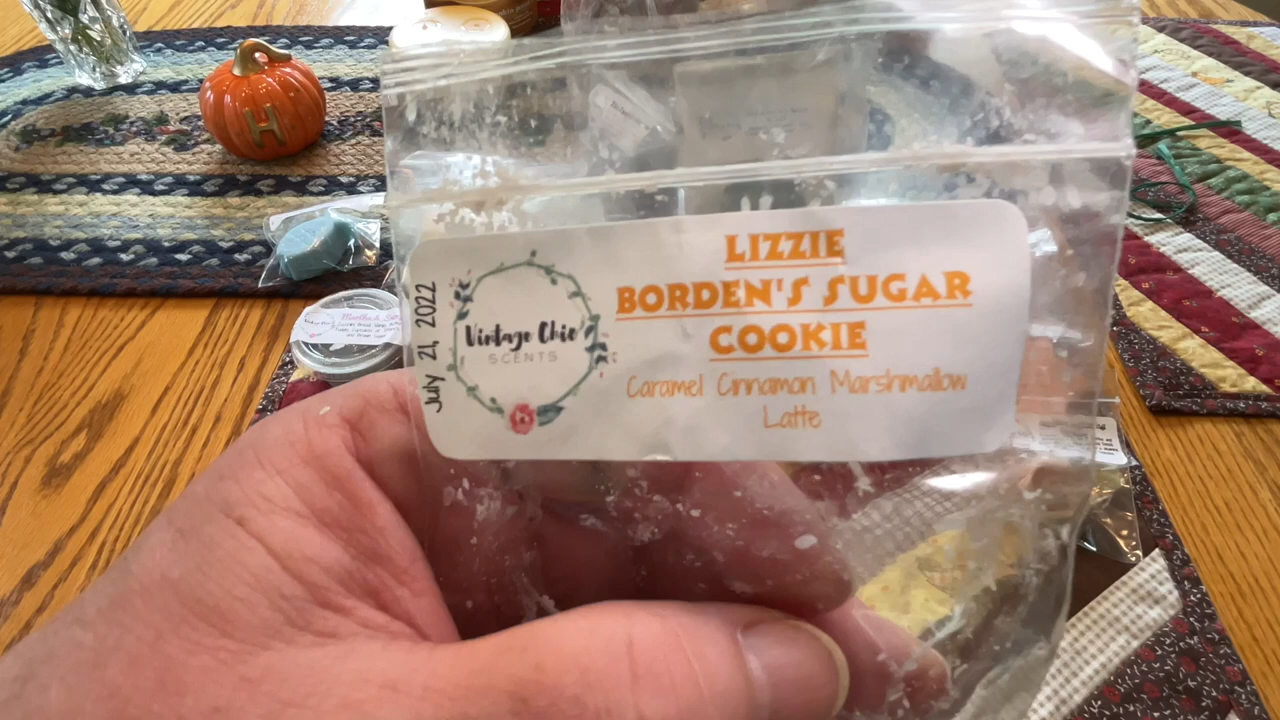 H
July 21, 2022
Vintage Chic
SCENTS
LIZZIE
BORDEN'S SUGAR
COOKIE
Caramel Cinnamon Marshmallow
Latte